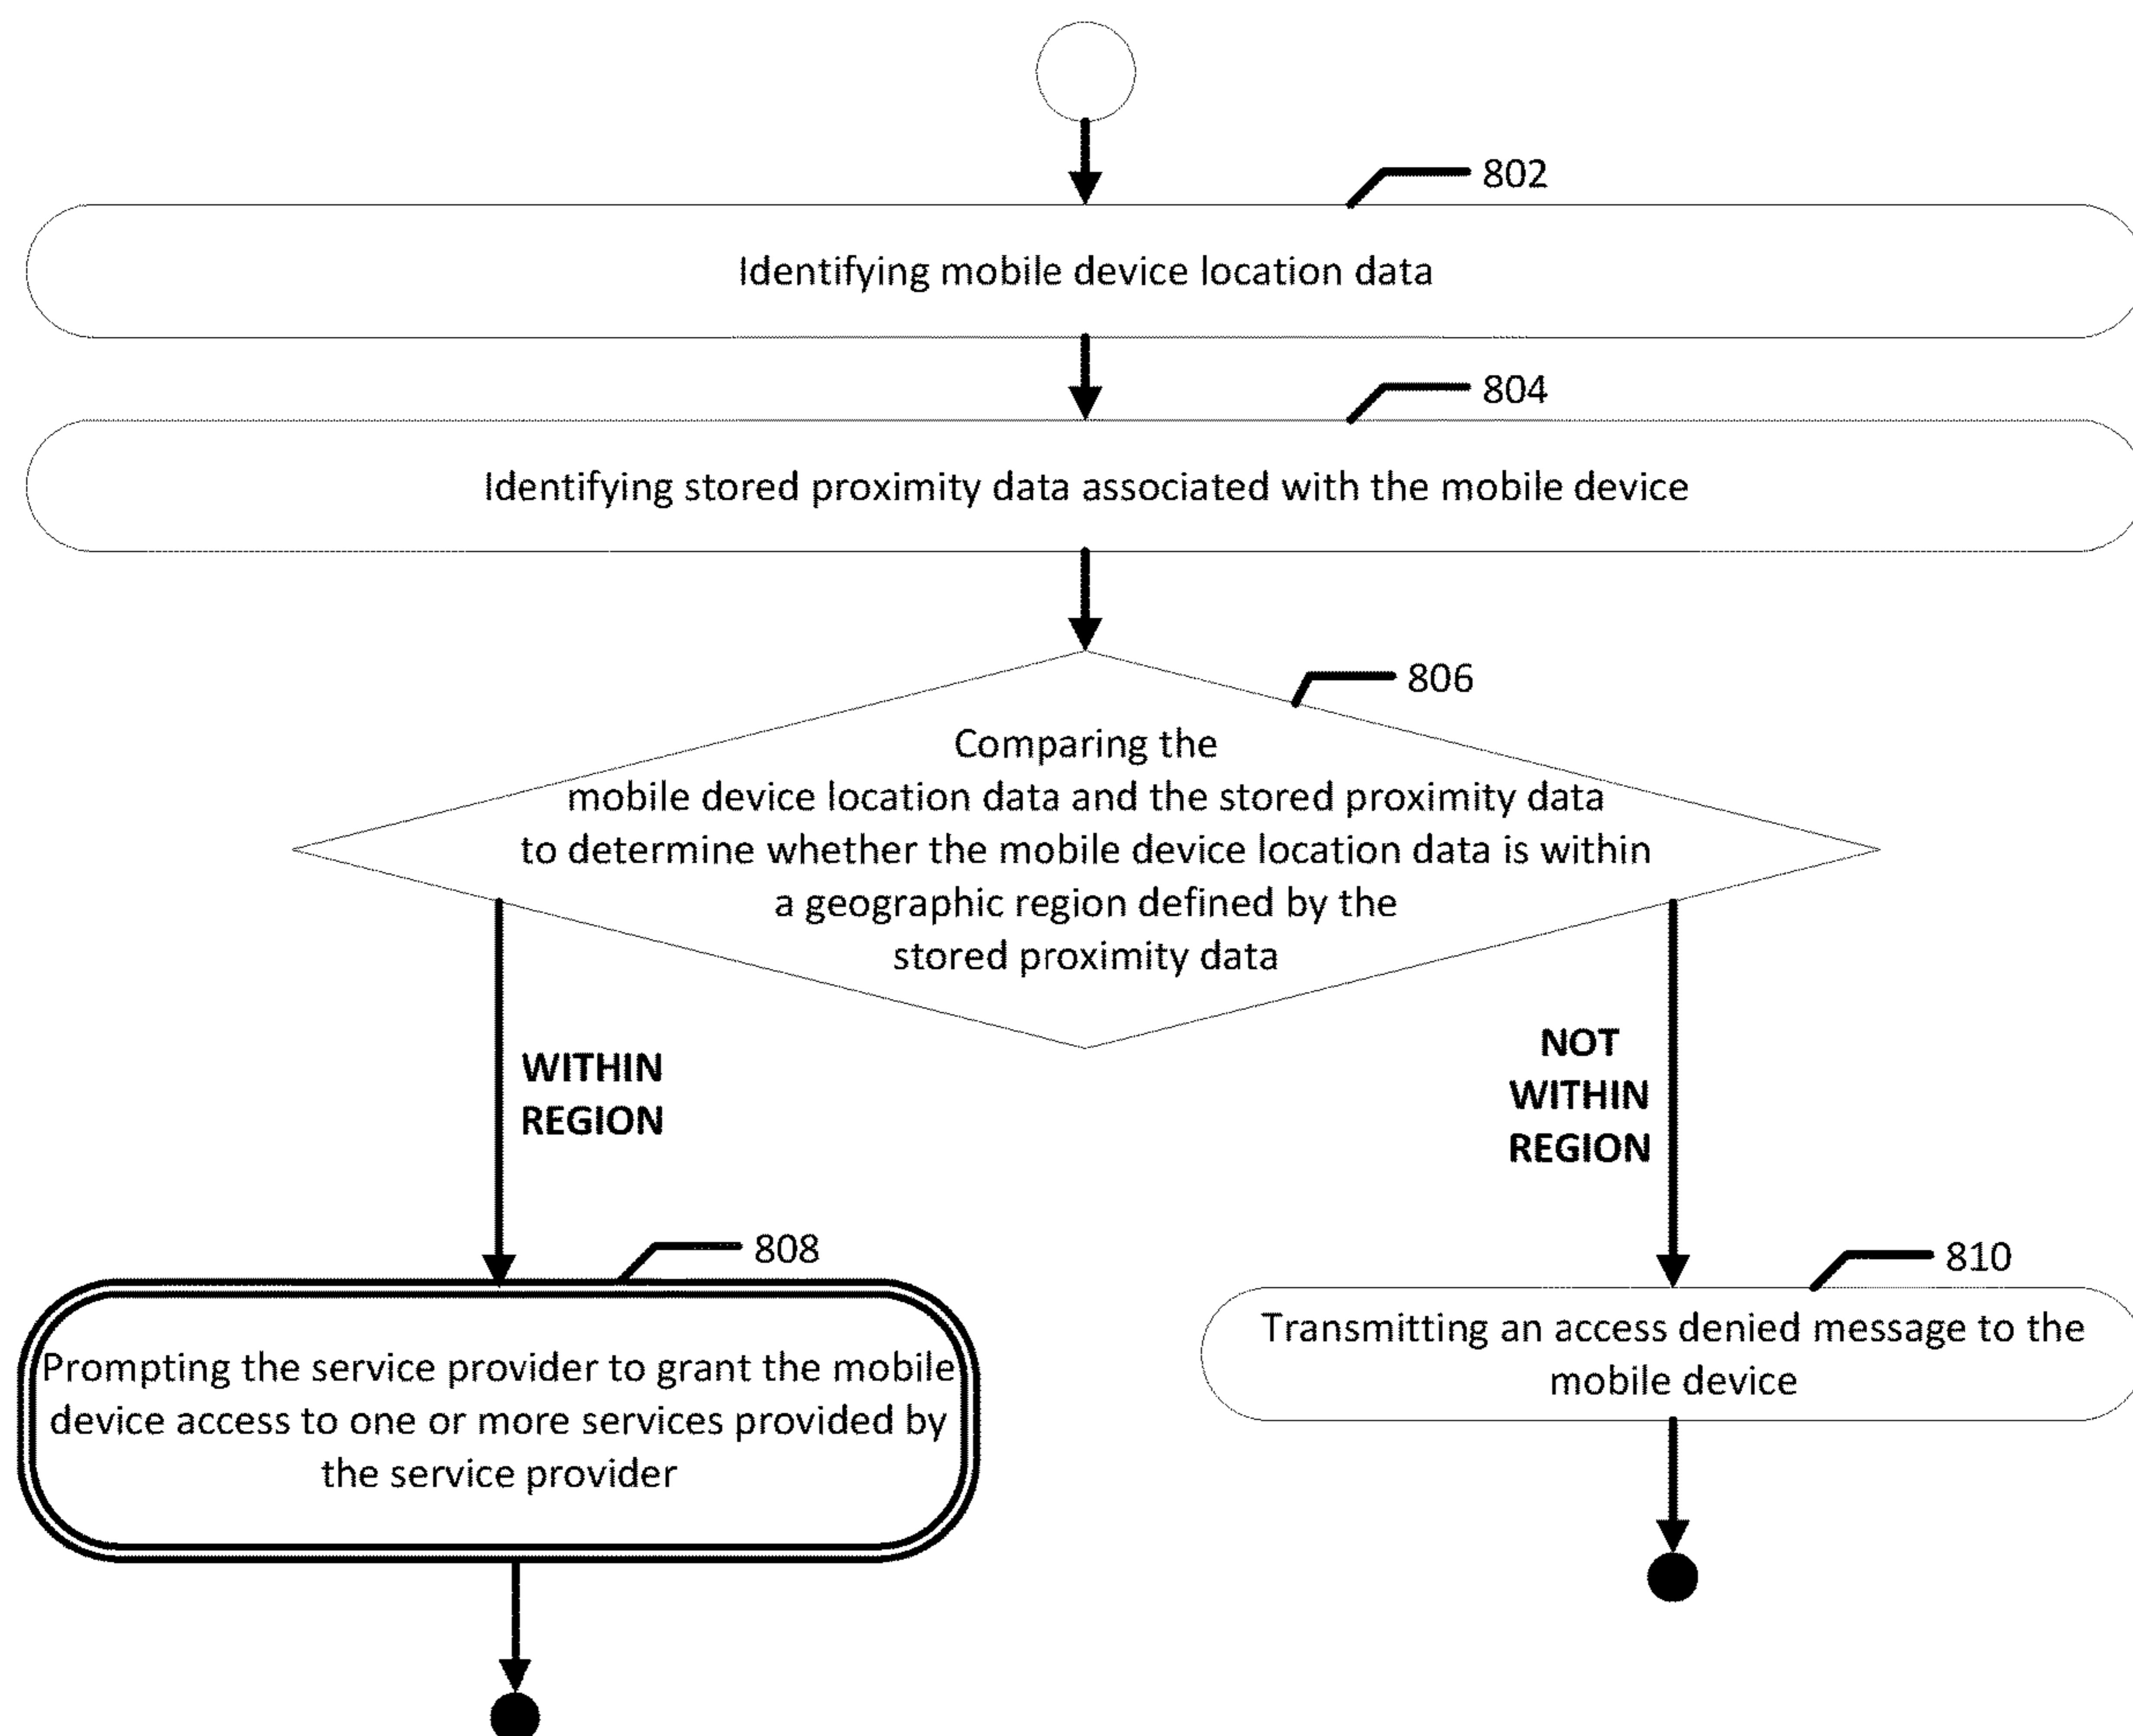 802
Identifying mobile device location data
804
Identifying stored proximity data associated with the mobile device
806
Comparing the
mobile device location data and the stored proximity data
to determine whether the mobile device location data is within
a geographic region defined by the
stored proximity data
WITHIN
REGION
NOT
WITHIN
REGION
808
Prompting the service provider to grant the mobile
device access to one or more services provided by
the service provider
810
Transmitting an access denied message to the
mobile device